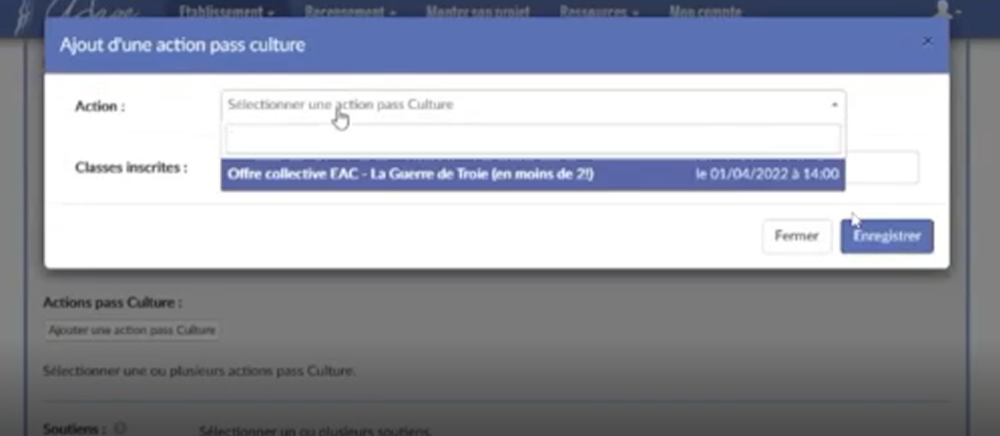 Adage Etablissement Recensement Monter son projet Ressources Mon compte
Ajout d'une action pass culture ×
Action : Sélectionner une action pass Culture
Classes inscrites :
Offre collective EAC - La Guerre de Troie (en moins de 2!) le 01/04/2022 à 14:00
Fermer Enregistrer
Actions pass Culture :
Ajouter une action pass Culture
Sélectionner une ou plusieurs actions pass Culture.
Soutiens : Sélectionner un ou plusieurs soutiens.